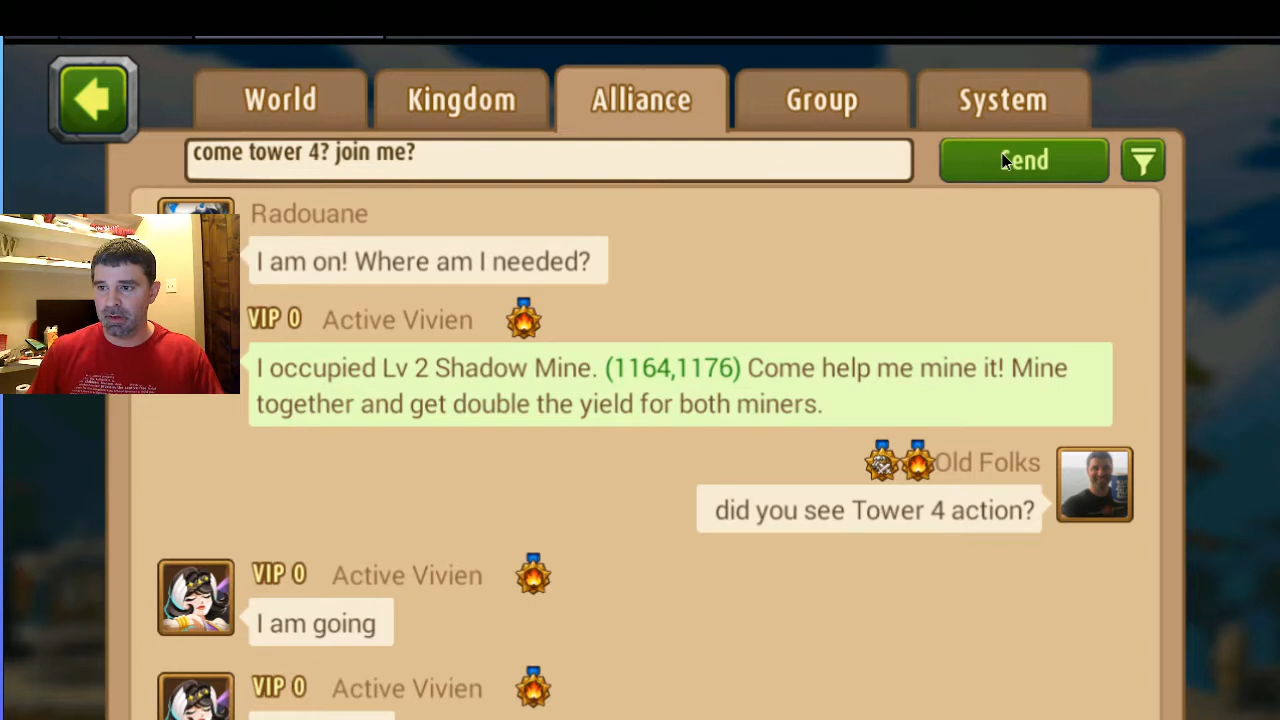 World Kingdom Alliance Group System
come tower 4? join me? Send
Radouane
I am on! Where am I needed?
VIP 0 Active Vivien
I occupied Lv 2 Shadow Mine. (1164,1176) Come help me mine it! Mine
together and get double the yield for both miners.
Old Folks
did you see Tower 4 action?
VIP 0 Active Vivien
I am going
VIP 0 Active Vivien